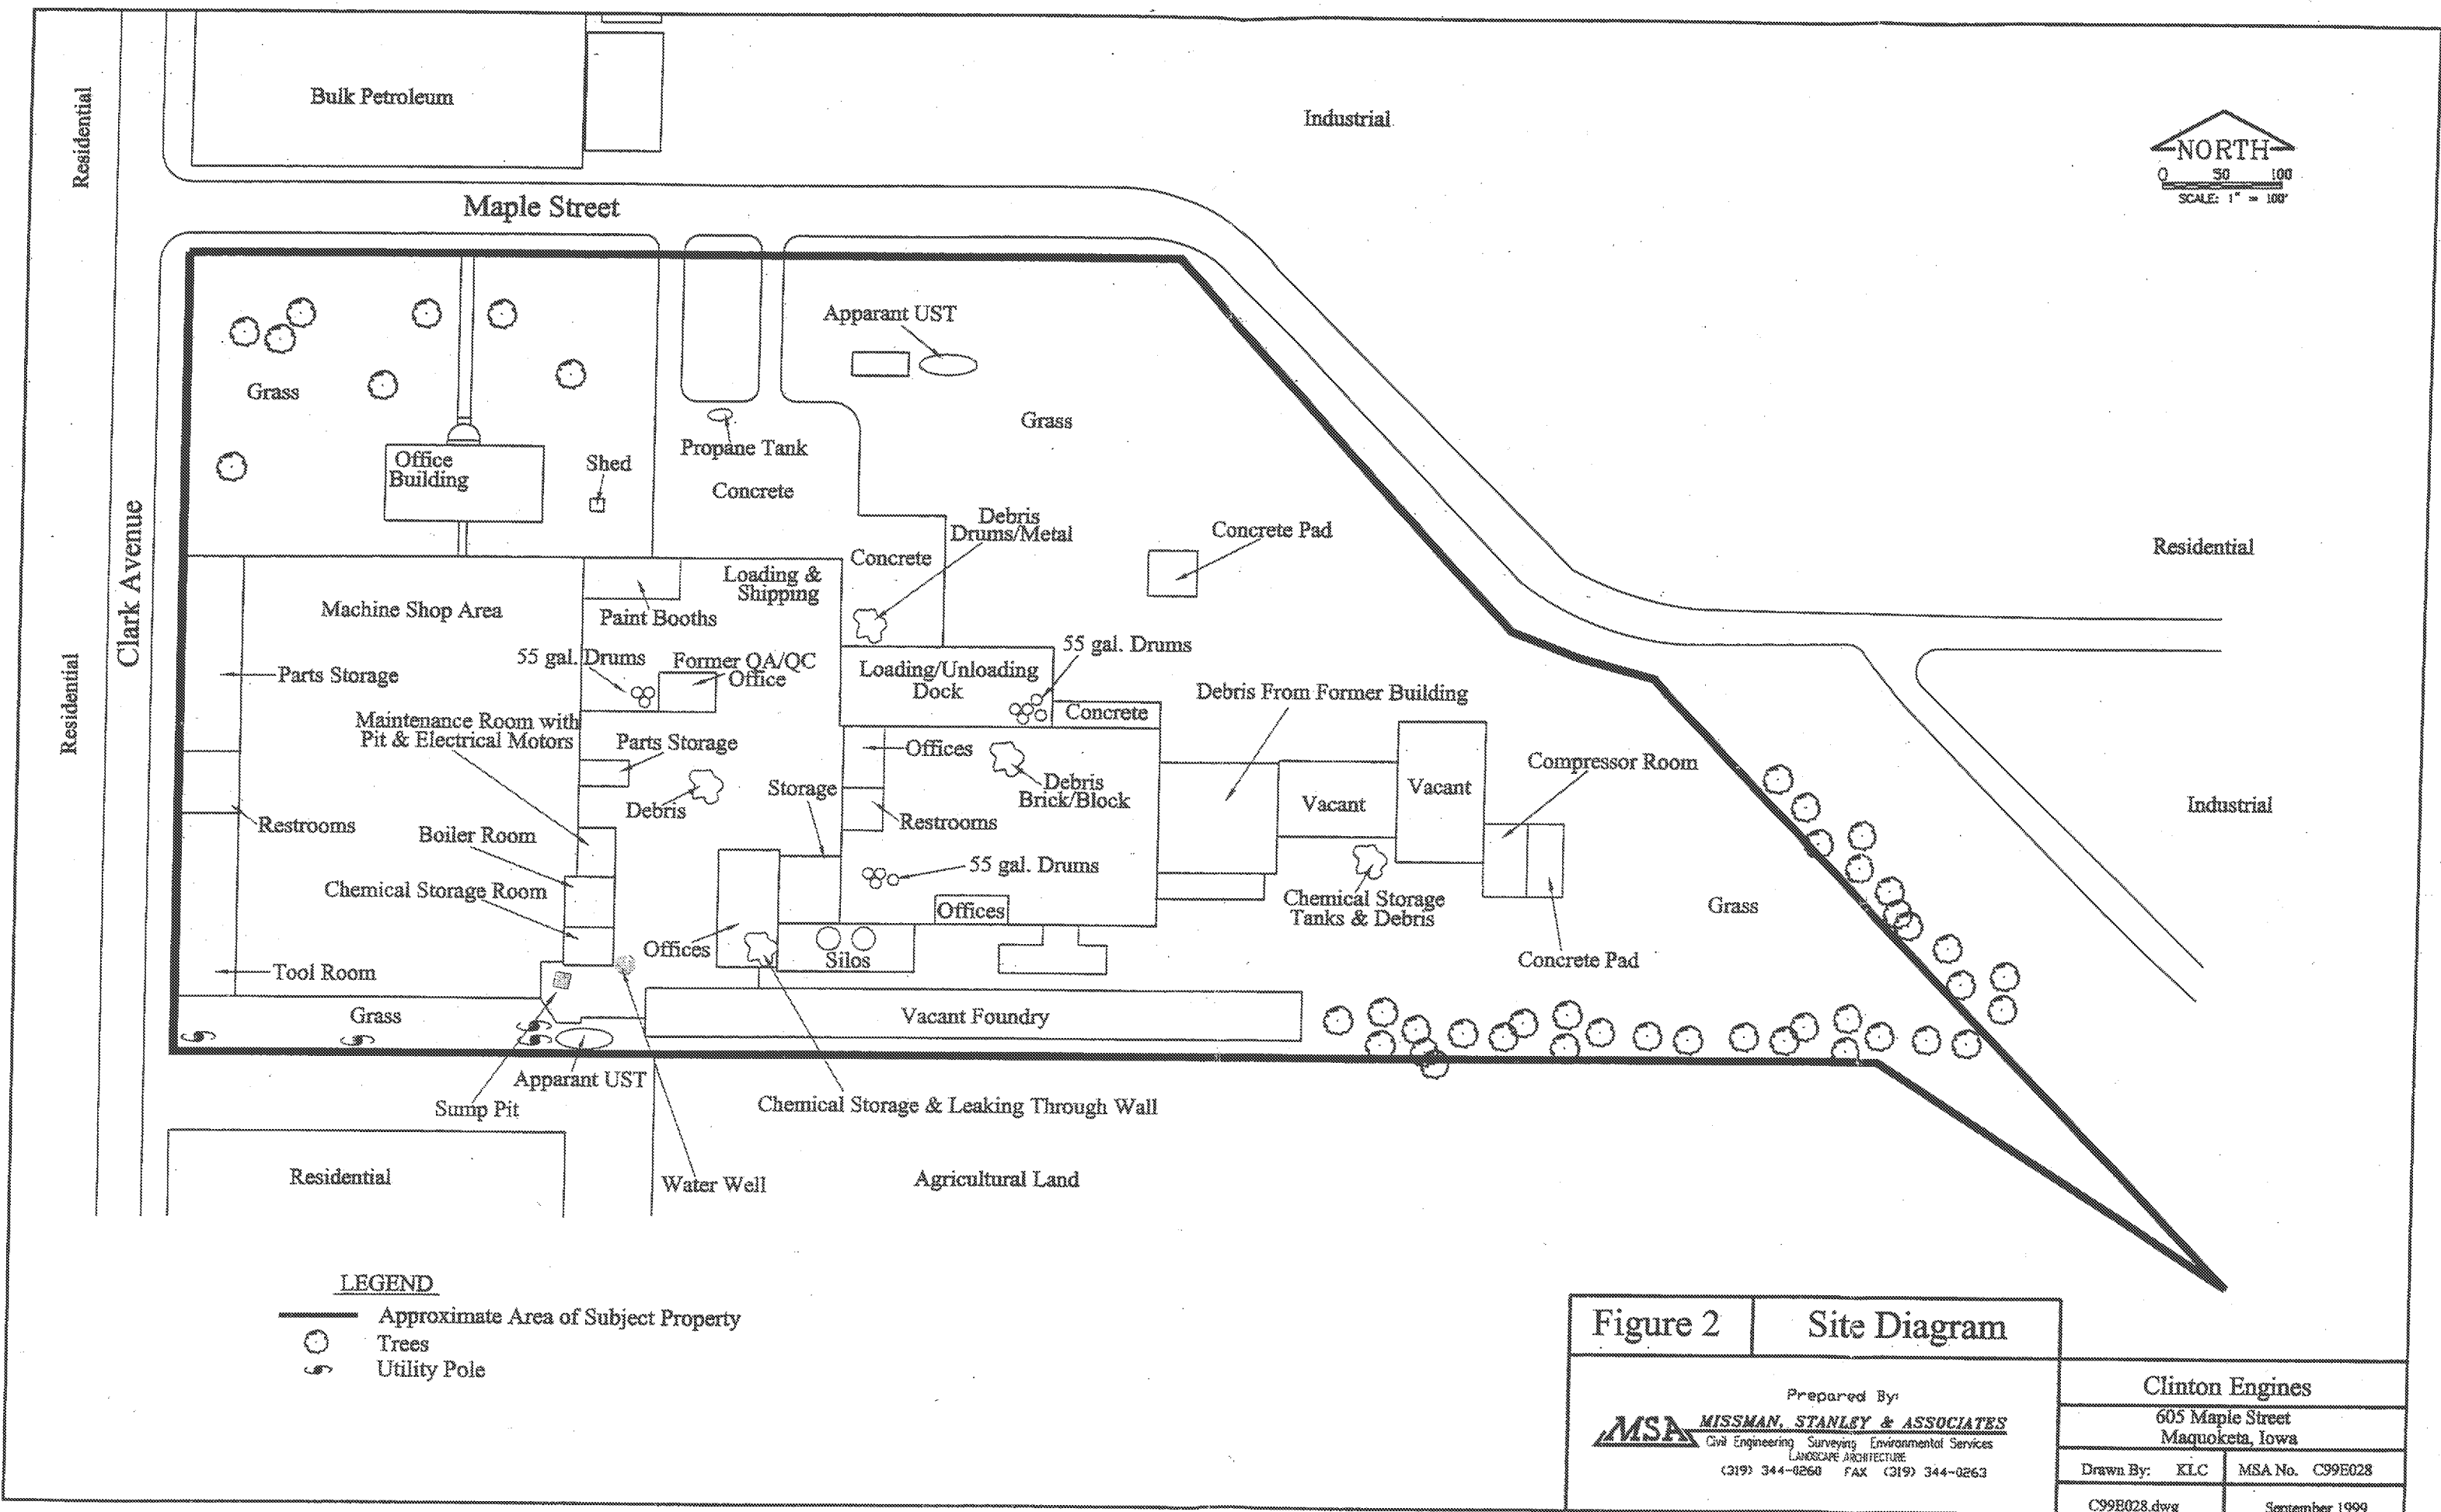 Residential
Bulk Petroleum
Industrial
NORTH
0 50 100
SCALE: 1" = 100'
Maple Street
Clark Avenue
Residential
Apparant UST
Grass
Grass
Propane Tank
Office
Building
Shed
Concrete
Debris
Drums/Metal
Concrete Pad
Residential
Concrete
Loading &
Shipping
Machine Shop Area
Paint Booths
55 gal. Drums
Former QA/QC
Office
55 gal. Drums
Loading/Unloading
Dock
Parts Storage
Debris From Former Building
Concrete
Maintenance Room with
Pit & Electrical Motors
Parts Storage
Offices
Compressor Room
Debris
Brick/Block
Storage
Vacant
Vacant
Industrial
Debris
Restrooms
Restrooms
Boiler Room
55 gal. Drums
Chemical Storage Room
Chemical Storage
Tanks & Debris
Grass
Offices
Offices
Silos
Concrete Pad
Tool Room
Grass
Vacant Foundry
Apparant UST
Sump Pit
Chemical Storage & Leaking Through Wall
Residential
Water Well
Agricultural Land
LEGEND
Approximate Area of Subject Property
Trees
Utility Pole
Figure 2
Site Diagram
Prepared By:
MSA
MISSMAN, STANLEY & ASSOCIATES
Civil Engineering Surveying Environmental Services
LANDSCAPE ARCHITECTURE
(319) 344-0260 FAX (319) 344-0263
Clinton Engines
605 Maple Street
Maquoketa, Iowa
Drawn By: KLC
MSA No. C99E028
C99E028.dwg
September 1999